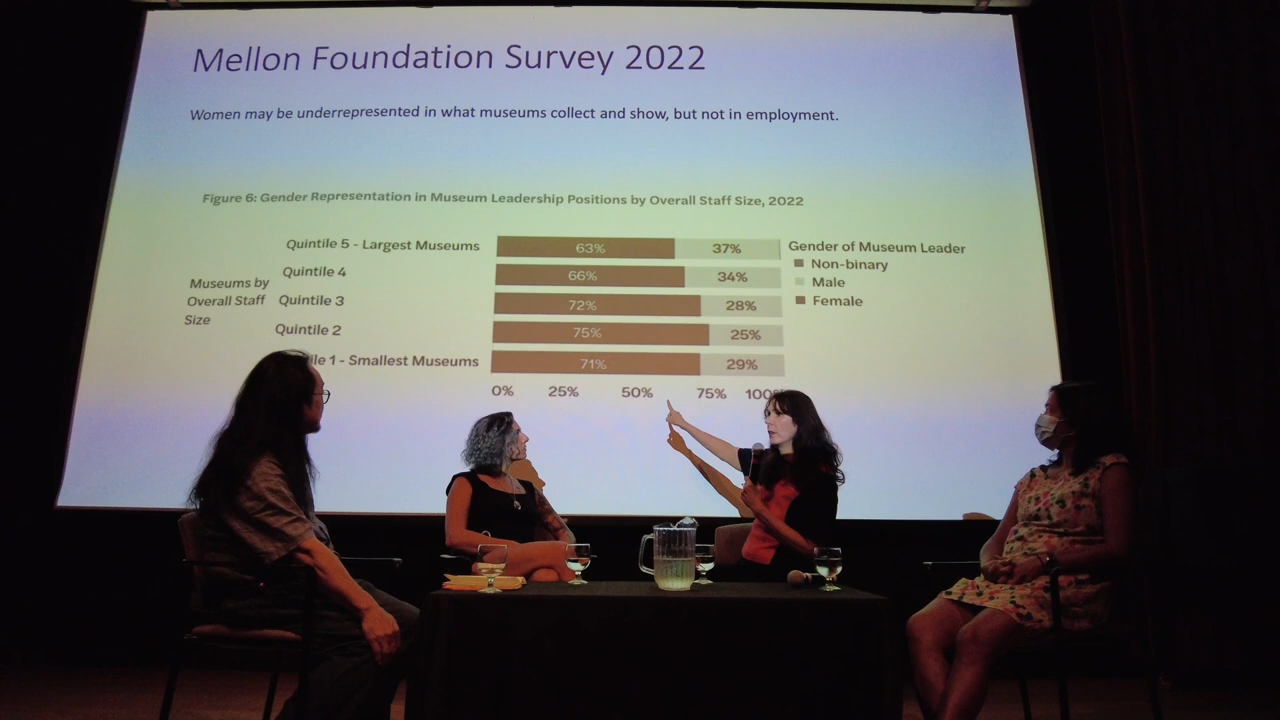 Mellon Foundation Survey 2022
Women may be underrepresented in what museums collect and show, but not in employment.
Figure 6: Gender Representation in Museum Leadership Positions by Overall Staff Size, 2022
Museums by
Overall Staff
Size
Quintile 5 - Largest Museums 63% 37%
Quintile 4 66% 34%
Quintile 3 72% 28%
Quintile 2 75% 25%
1 - Smallest Museums 71% 29%
0% 25% 50% 75% 100
Gender of Museum Leader
Non-binary
Male
Female